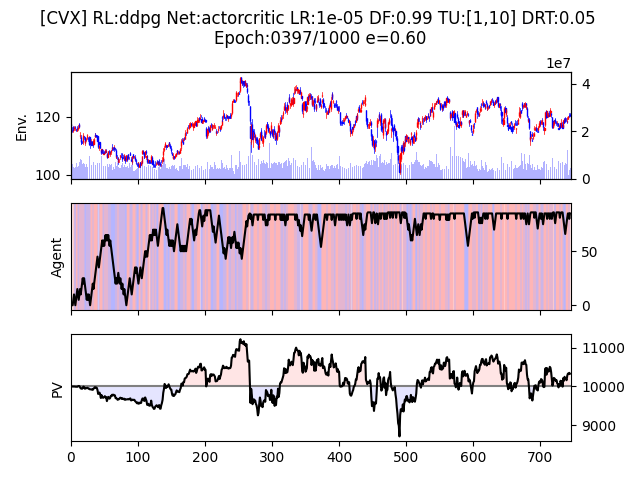 [CVX] RL:ddpg Net:actorcritic LR:1e-05 DF:0.99 TU:[1,10] DRT:0.05
Epoch:0397/1000 e=0.60
1e7
Env.
120
100
4
2
0
Agent
50
0
PV
11000
10000
9000
0 100 200 300 400 500 600 700